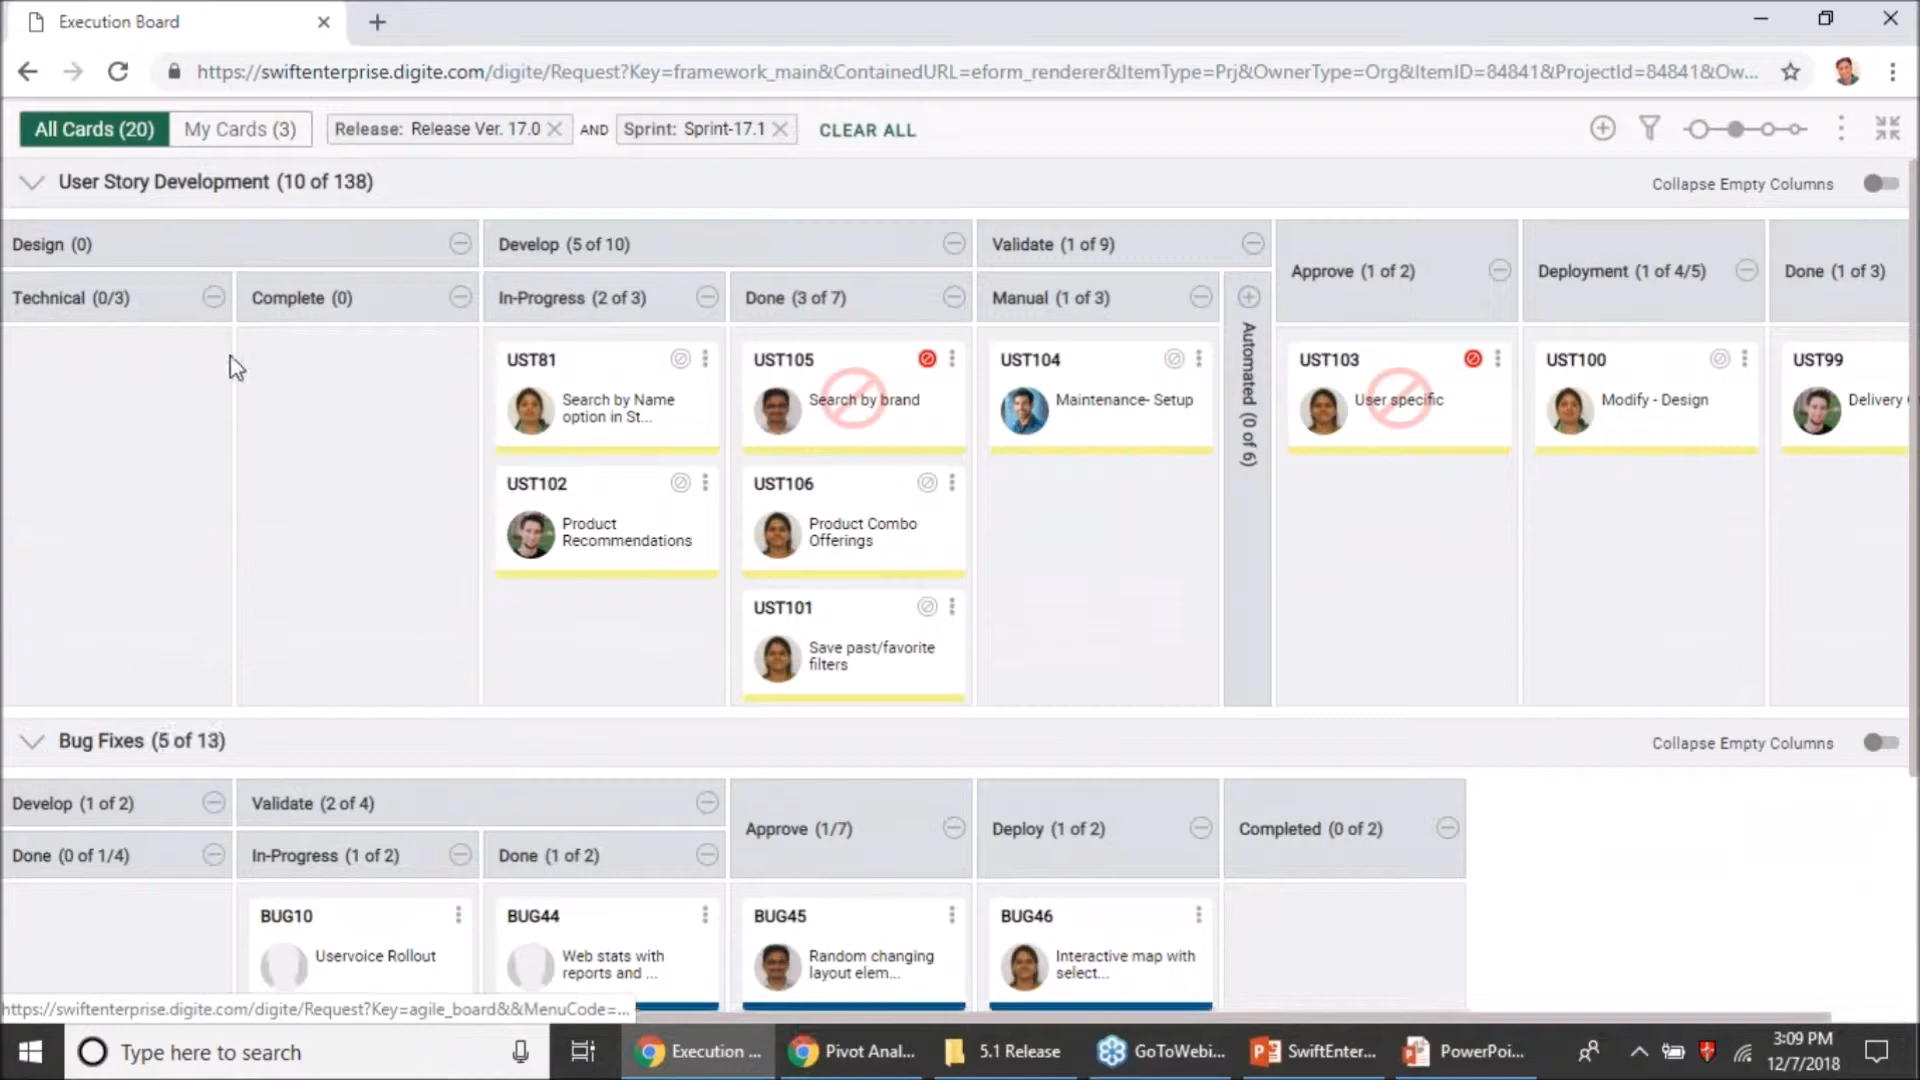 Execution Board
https://swiftenterprise.digite.com/digite/Request?Key=framework_main&ContainedURL=eform_renderer&ItemType=Prj&OwnerType=Org&ItemID=84841&ProjectId=84841&Ow...
All Cards (20) My Cards (3) Release: Release Ver. 17.0 AND Sprint: Sprint-17.1 CLEAR ALL
User Story Development (10 of 138) Collapse Empty Columns
Design (0) Develop (5 of 10) Validate (1 of 9) Approve (1 of 2) Deployment (1 of 4/5) Done (1 of 3)
Technical (0/3) Complete (0) In-Progress (2 of 3) Done (3 of 7) Manual (1 of 3) Automated (0 of 6)
UST81 UST105 UST104 UST103 UST100 UST99
Search by Name Search by brand Maintenance- Setup User specific Modify - Design Delivery
option in St...
UST102 UST106
Product Product Combo
Recommendations Offerings
UST101
Save past/favorite
filters
Bug Fixes (5 of 13) Collapse Empty Columns
Develop (1 of 2) Validate (2 of 4) Approve (1/7) Deploy (1 of 2) Completed (0 of 2)
Done (0 of 1/4) In-Progress (1 of 2) Done (1 of 2)
BUG10 BUG44 BUG45 BUG46
Uservoice Rollout Web stats with Random changing Interactive map with
reports and ... layout elem... select...
https://swiftenterprise.digite.com/digite/Request?Key=agile_board&&MenuCode=...
Type here to search Execution ... Pivot Anal... 5.1 Release GoToWebi... SwiftEnter... PowerPoi... 3:09 PM
12/7/2018